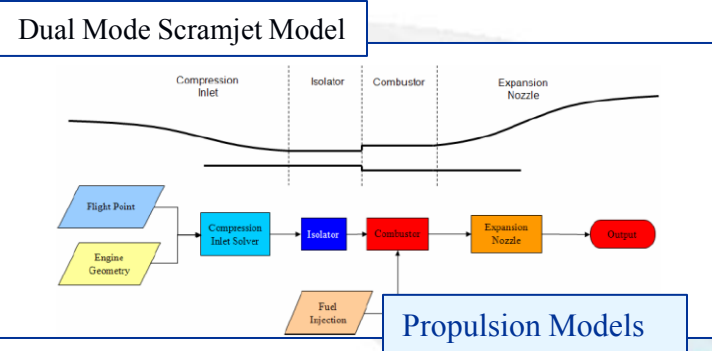 Dual Mode Scramjet Model
Compression
Inlet
Isolator
Combustor
Expansion
Nozzle
Flight Point
Engine
Geometry
Compression
Inlet Solver
Isolator
Combustor
Expansion
Nozzle
Output
Fuel
Injection
Propulsion Models